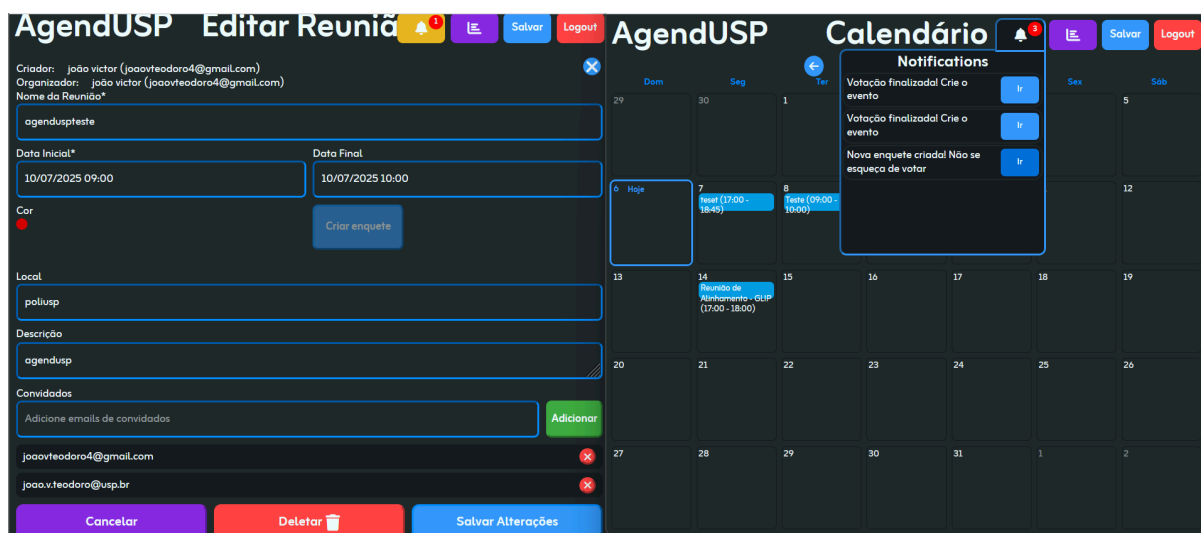 AgendUSP Editar Reuniã 1 Salvar Logout
Criador: joão victor (joaovteodoro4@gmail.com)
Organizador: joão victor (joaovteodoro4@gmail.com)
Nome da Reunião*
agenduspteste
Data Inicial* Data Final
10/07/2025 09:00 10/07/2025 10:00
Cor
Criar enquete
Local
poliusp
Descrição
agendusp
Convidados
Adicione emails de convidados Adicionar
joaovteodoro4@gmail.com
joao.v.teodoro@usp.br
Cancelar Deletar Salvar Alterações
AgendUSP Calendário 3 Salvar Logout
Notifications
Votação finalizada! Crie o
evento
Ir
Votação finalizada! Crie o
evento
Ir
Nova enquete criada! Não se
esqueça de votar
Ir
Dom Seg Ter Sex Sáb
29 30 1 5
6 Hoje 7 8 12
teset (17:00 -
18:45)
Teste (09:00 -
10:00)
13 14 15 16 17 18 19
Reunião de
Alinhamento - GLIP
(17:00 - 18:00)
20 21 22 23 24 25 26
27 28 29 30 31 1 2